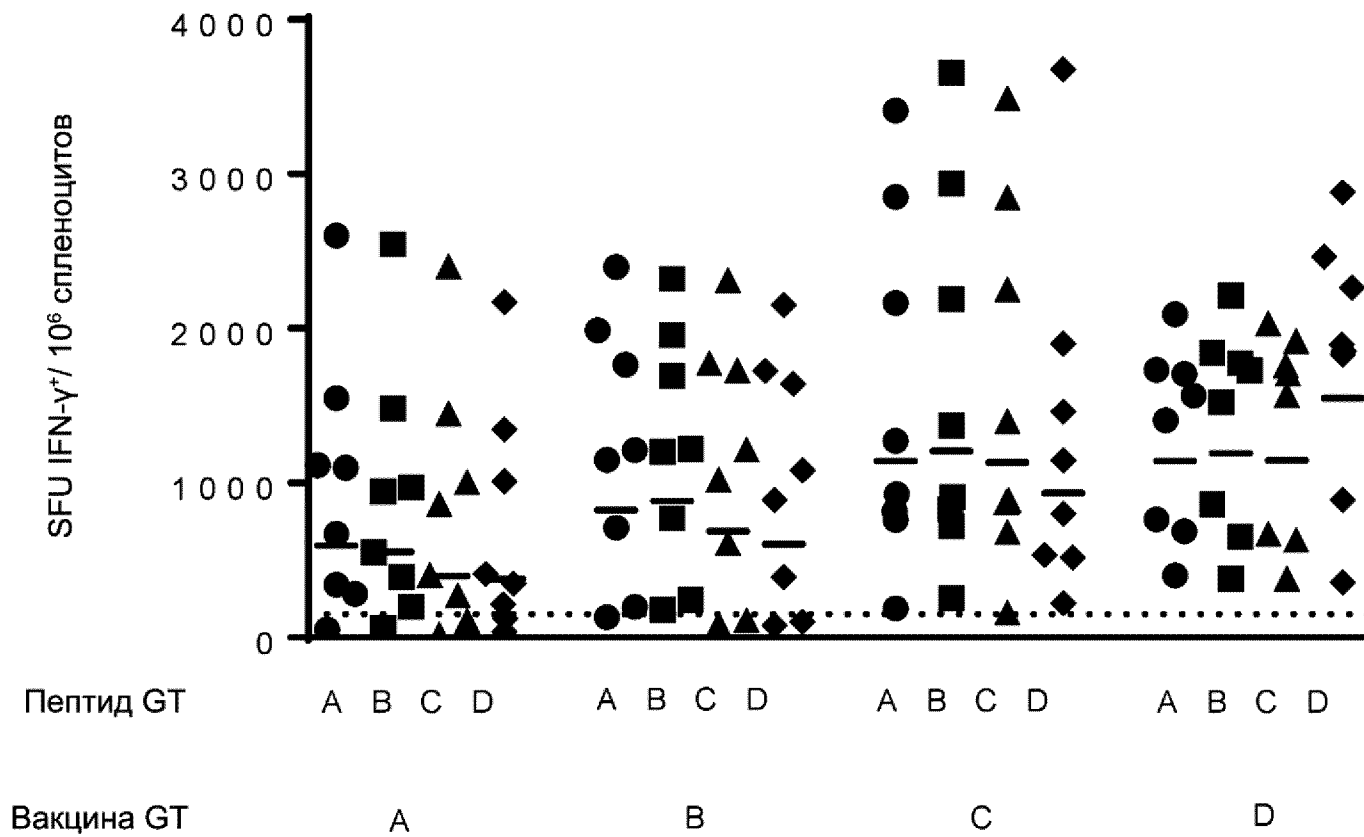 4000
3000
2000
1000
0
SFU IFN-γ⁺/ 10⁶ спленоцитов
Пептид GT A B C D A B C D A B C D A B C D
Вакцина GT A B C D